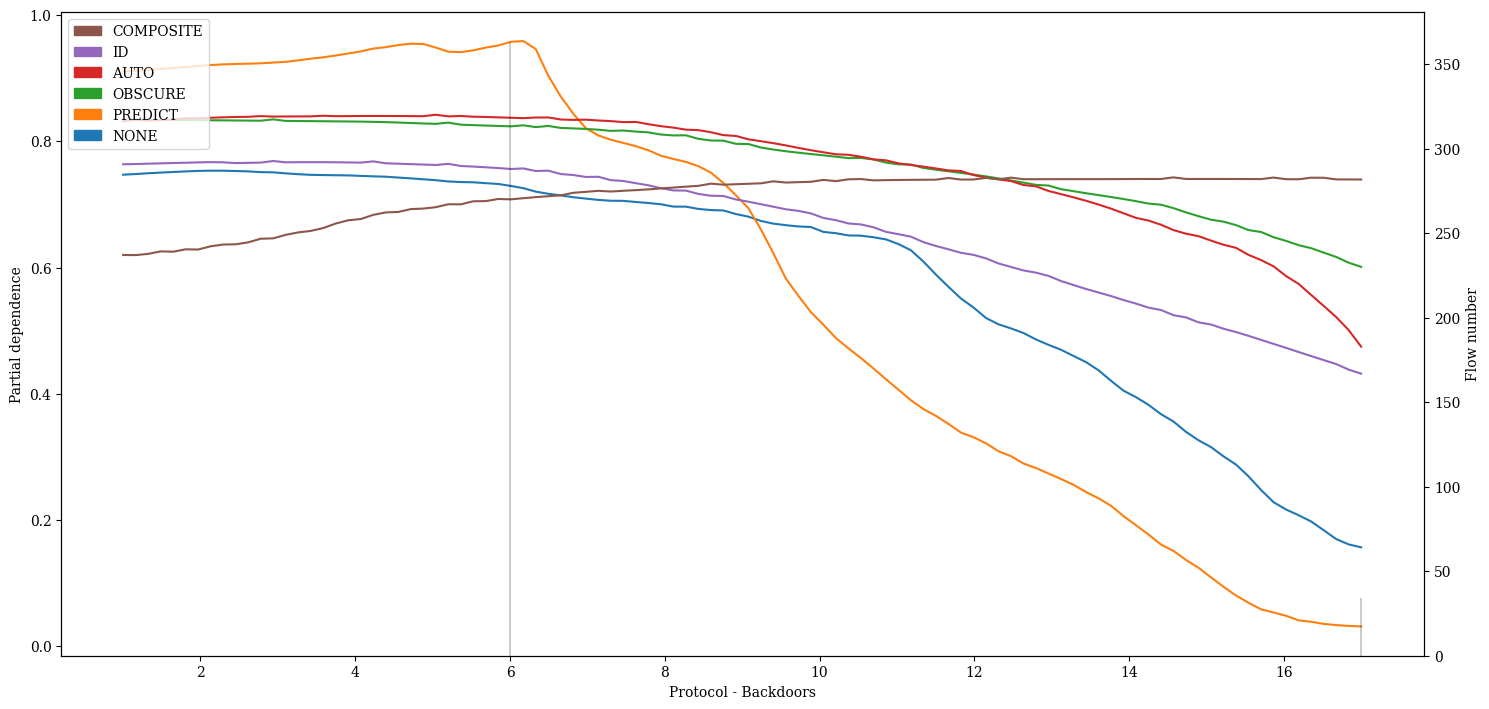 COMPOSITE
ID
AUTO
OBSCURE
PREDICT
NONE
1.0
0.8
0.6
0.4
0.2
0.0
Partial dependence
2
4
6
8
10
12
14
16
Protocol - Backdoors
350
300
250
200
150
100
50
0
Flow number